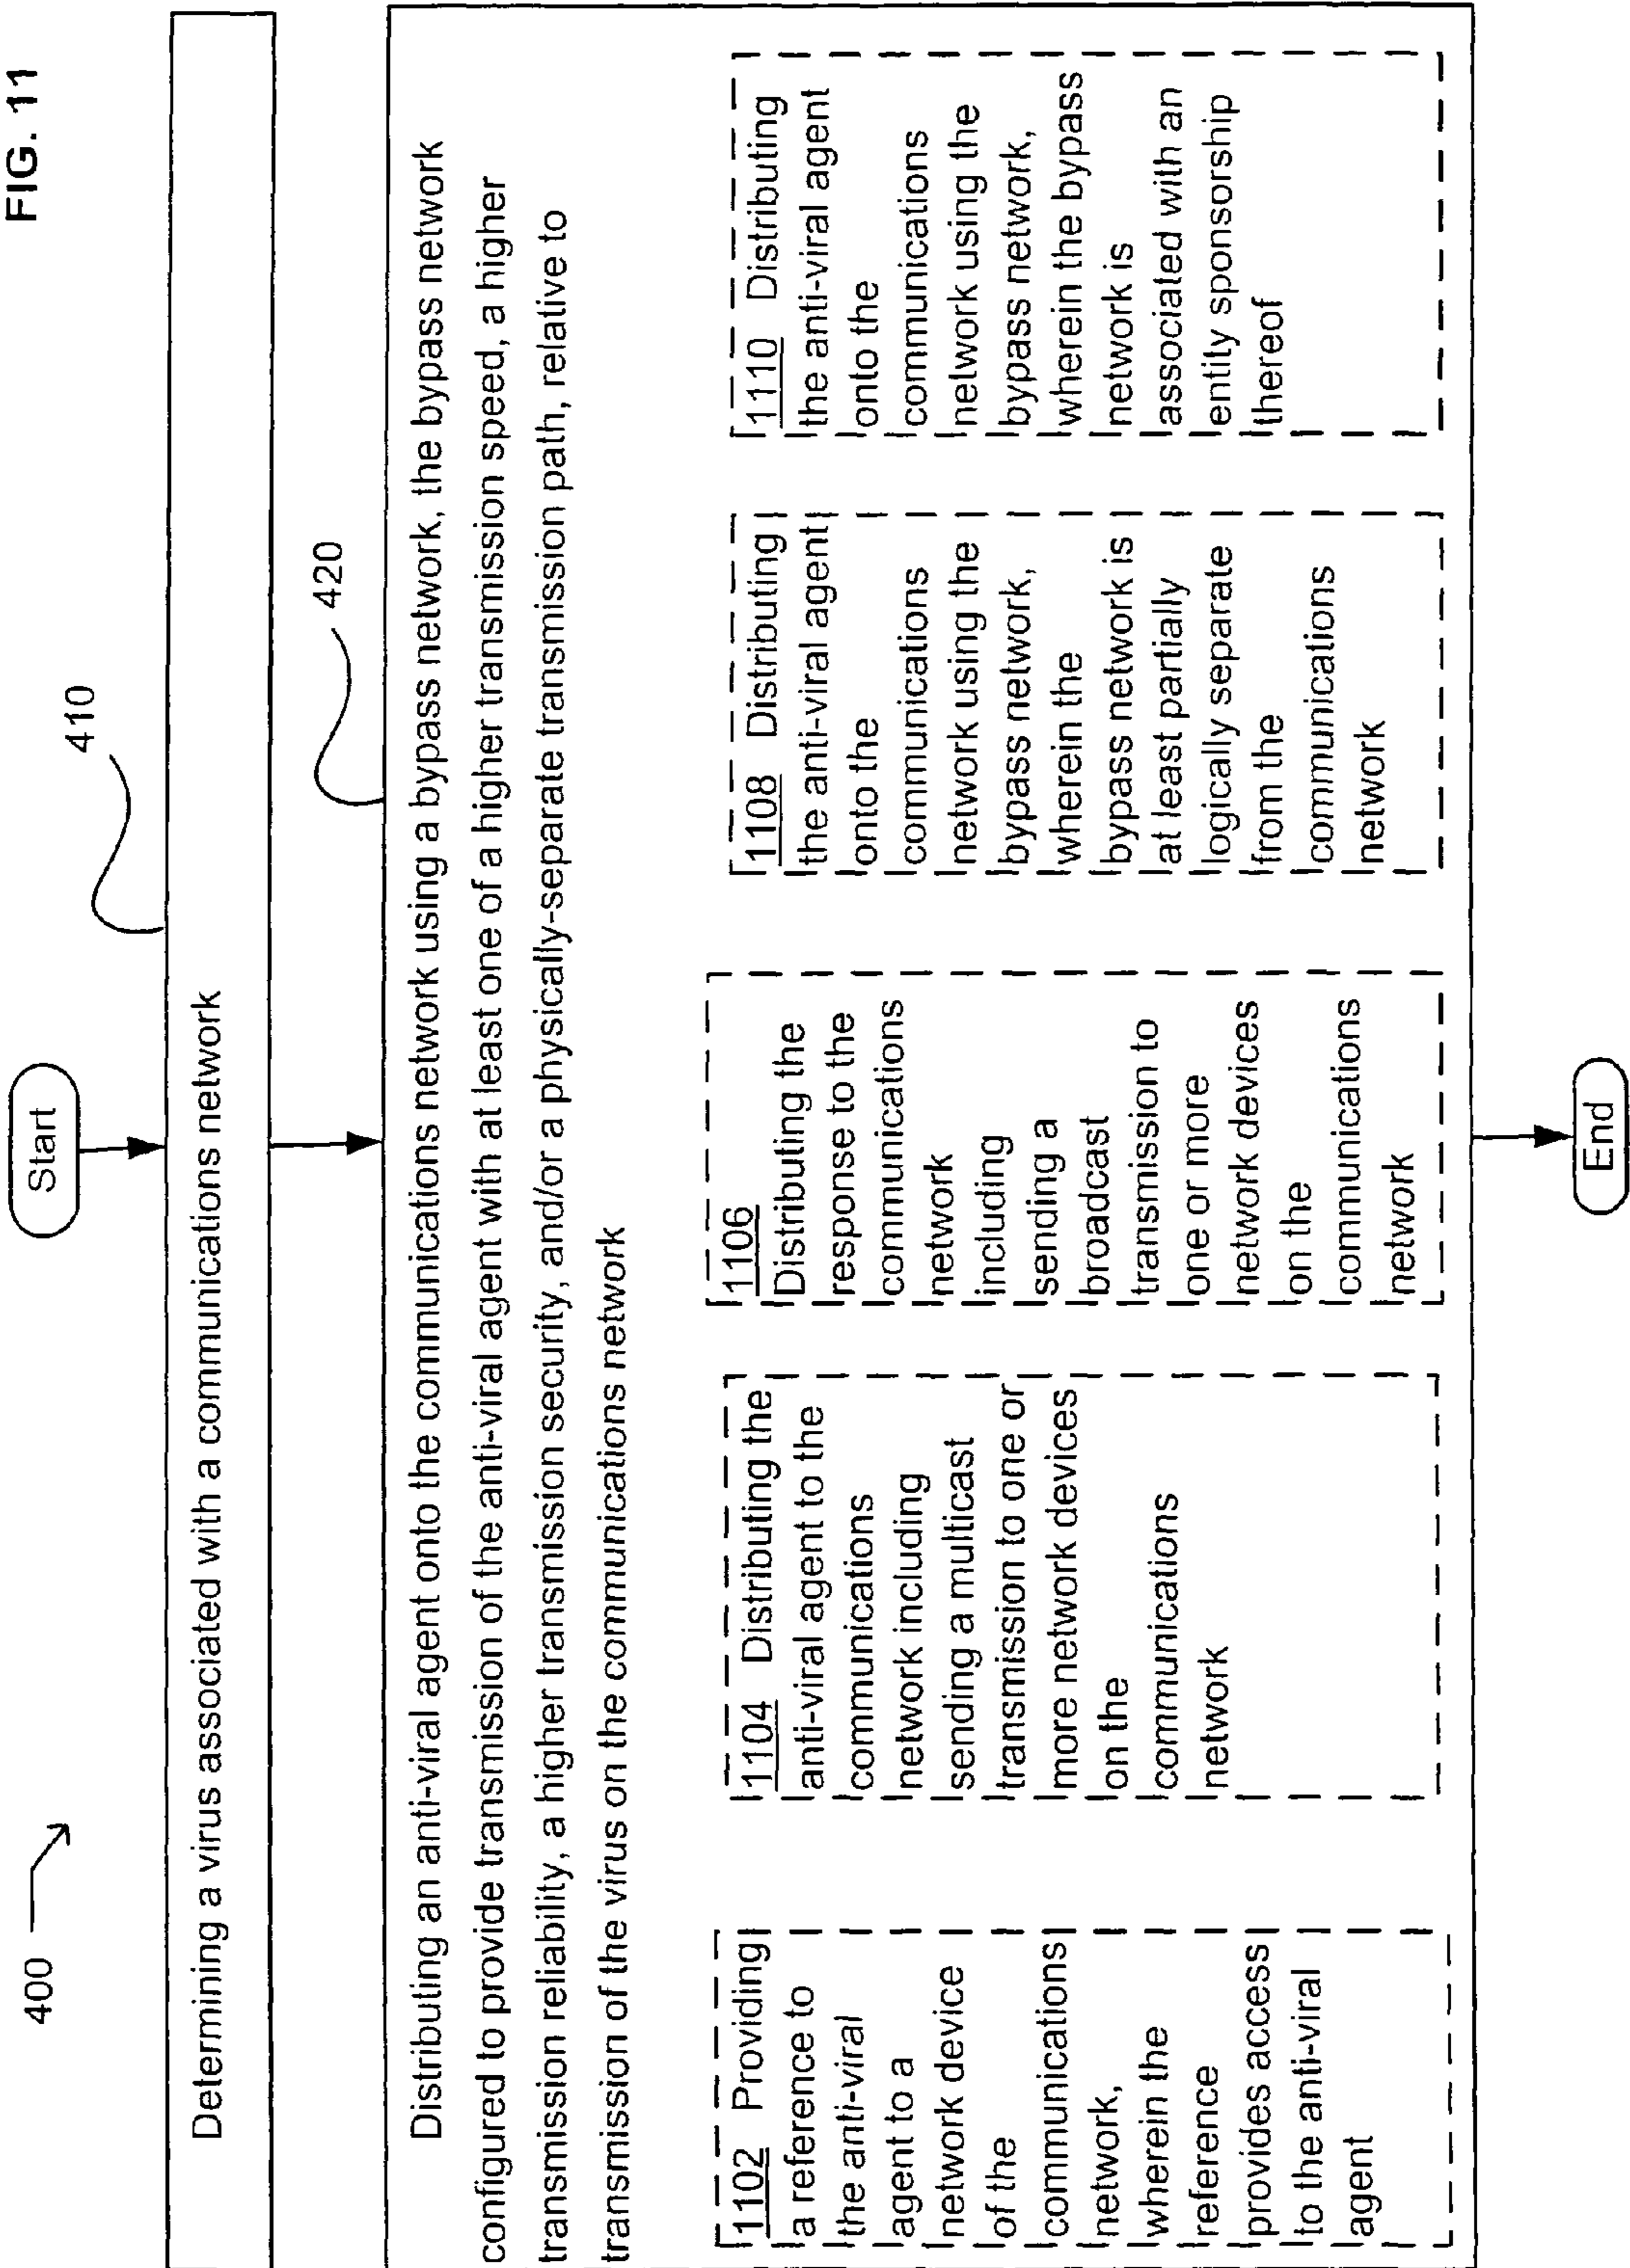 FIG. 11
400
Start
410
Determining a virus associated with a communications network
420
Distributing an anti-viral agent onto the communications network using a bypass network, the bypass network
configured to provide transmission of the anti-viral agent with at least one of a higher transmission speed, a higher
transmission reliability, a higher transmission security, and/or a physically-separate transmission path, relative to
transmission of the virus on the communications network
1102 Providing
a reference to
the anti-viral
agent to a
network device
of the
communications
network,
wherein the
reference
provides access
to the anti-viral
agent
1104 Distributing the
anti-viral agent to the
communications
network including
sending a multicast
transmission to one or
more network devices
on the
communications
network
1106
Distributing the
response to the
communications
network
including
sending a
broadcast
transmission to
one or more
network devices
on the
communications
network
1108 Distributing
the anti-viral agent
onto the
communications
network using the
bypass network,
wherein the
bypass network is
at least partially
logically separate
from the
communications
network
1110 Distributing
the anti-viral agent
onto the
communications
network using the
bypass network,
wherein the bypass
network is
associated with an
entity sponsorship
thereof
End